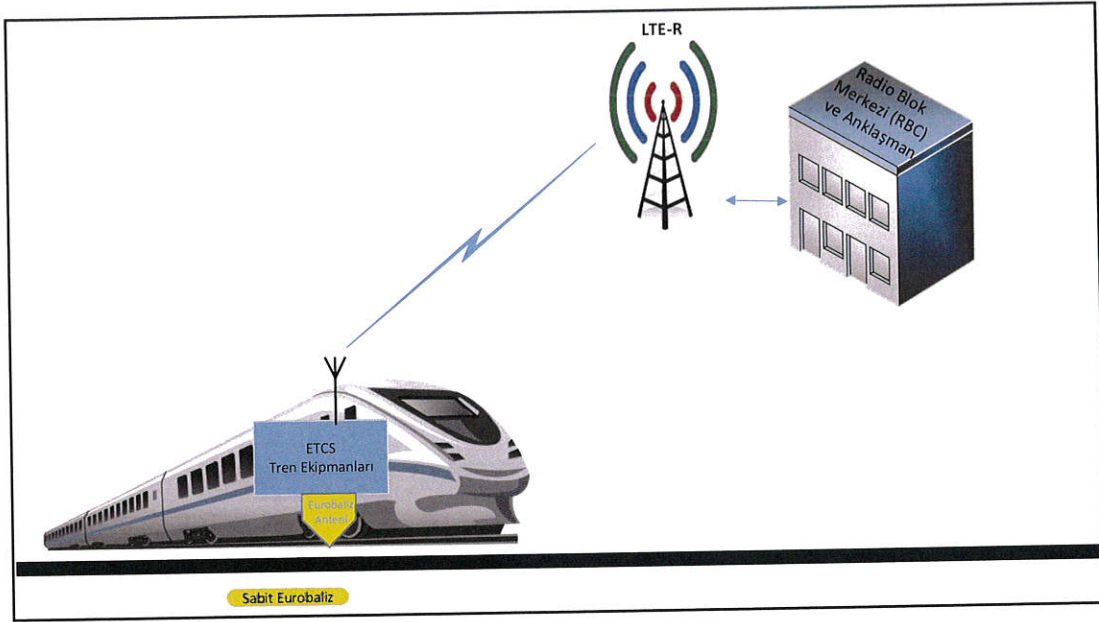 LTE-R
Radio Blok
Merkezi (RBC)
ve Anklaşman
ETCS
Tren Ekipmanları
Eurobaliz
Anteni
Sabit Eurobaliz